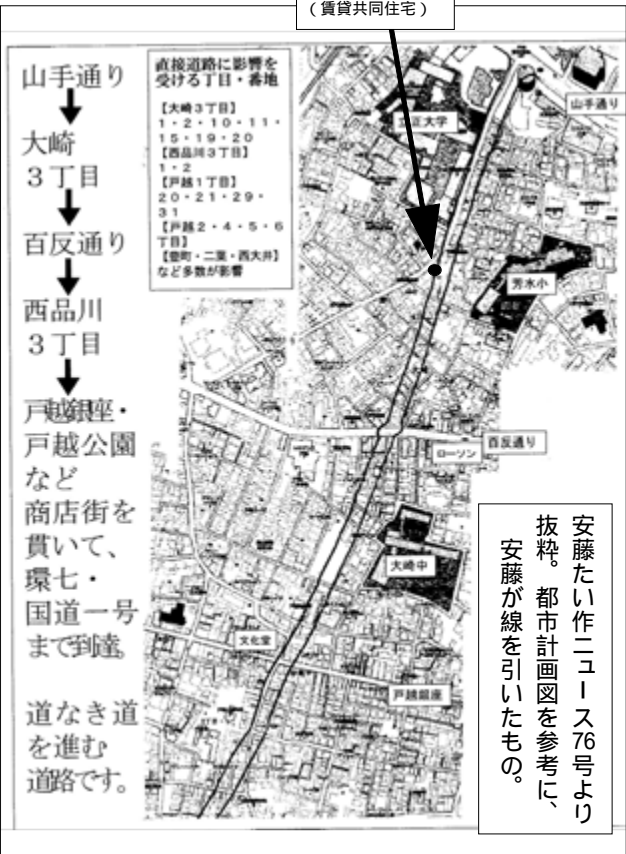 （賃貸共同住宅）
山手通り
大崎
3丁目
百反通り
西品川
3丁目
戸越銀座・
戸越公園
など
商店街を
貫いて、
環七・
国道一号
まで到達。
道なき道
を進む
道路です。
直接道路に影響を
受ける丁目・番地
【大崎3丁目】
1・2・10・11・
15・19・20
【西品川3丁目】
1・2
【戸越1丁目】
20・21・29・
31
【戸越2・4・5・6
丁目】
【豊町・二葉・西大井】
など多数が影響
山手通り
立正大学
芳水小
百反通り
ローソン
大崎中
文化堂
戸越銀座
安藤たい作ニュース76号より
抜粋。都市計画図を参考に、
安藤が線を引いたもの。